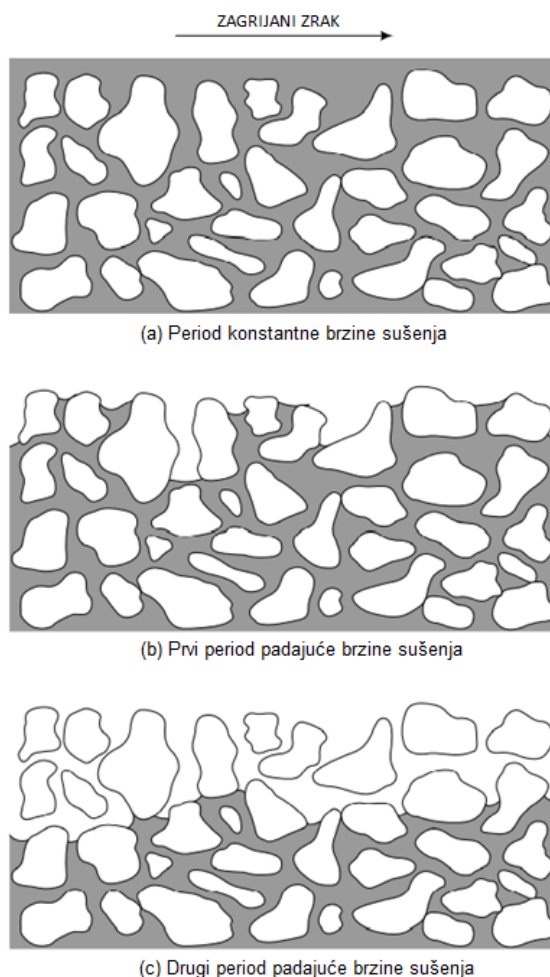 ZAGRIJANI ZRAK
(a) Period konstantne brzine sušenja
(b) Prvi period padajuće brzine sušenja
(c) Drugi period padajuće brzine sušenja